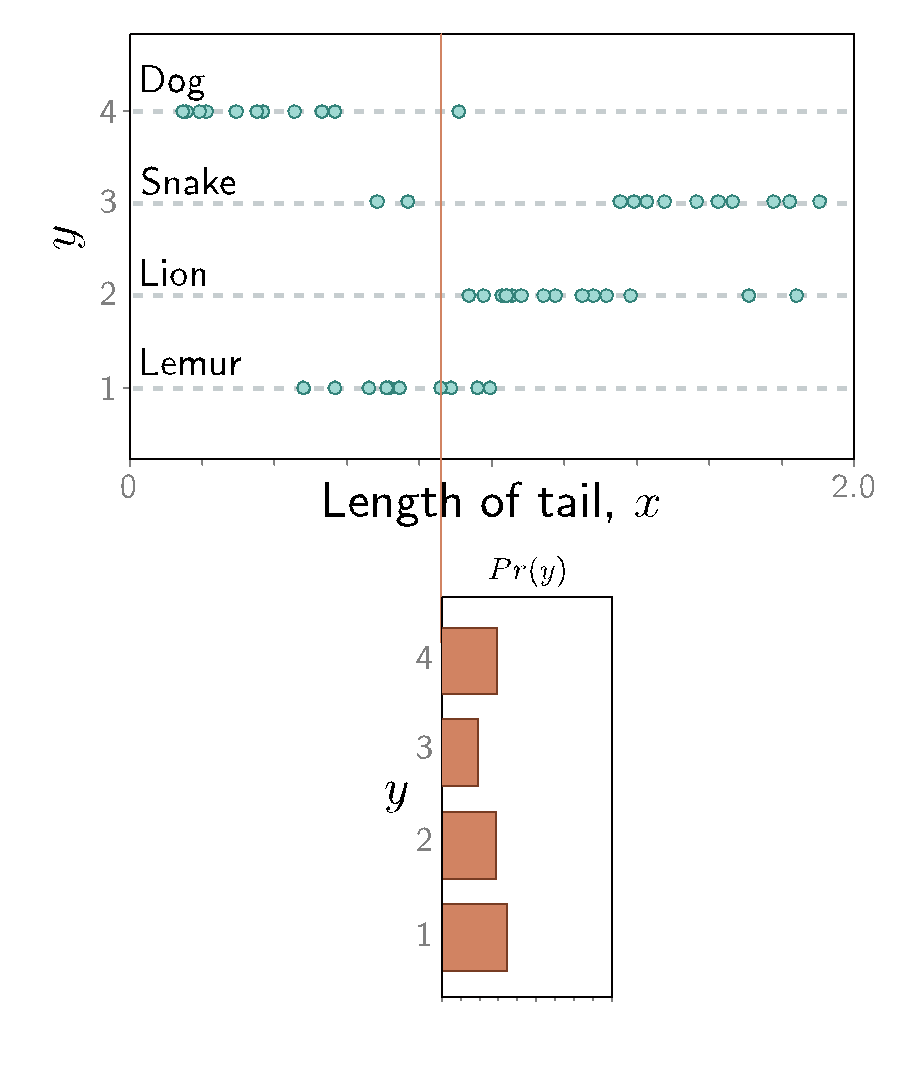 Dog
4
Snake
3
y
Lion
2
Lemur
1
0
2.0
Length of tail, x
Pr(y)
4
3
y
2
1